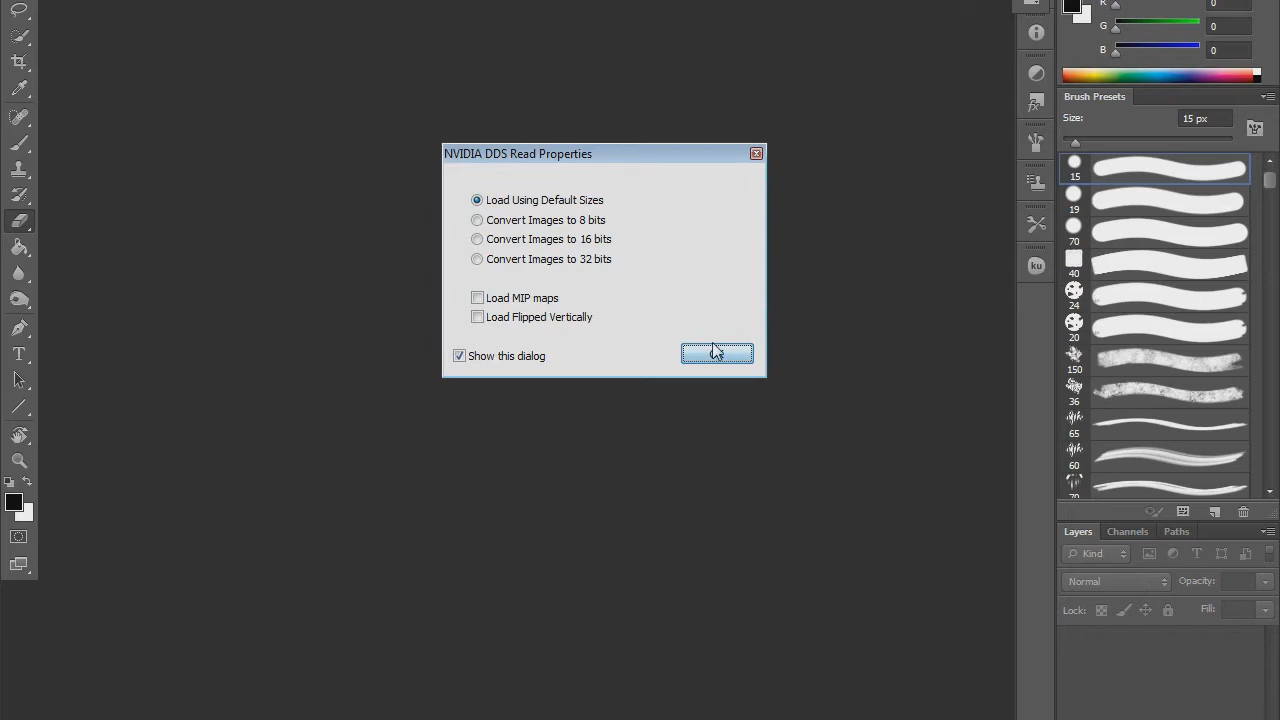 R
0
G
0
B
0
Brush Presets
Size:
15 px
15
19
70
40
24
20
150
36
65
60
NVIDIA DDS Read Properties
Load Using Default Sizes
Convert Images to 8 bits
Convert Images to 16 bits
Convert Images to 32 bits
Load MIP maps
Load Flipped Vertically
Show this dialog
fx
ku
T
Layers
Channels
Paths
Kind
T
Normal
Opacity:
Lock:
Fill: